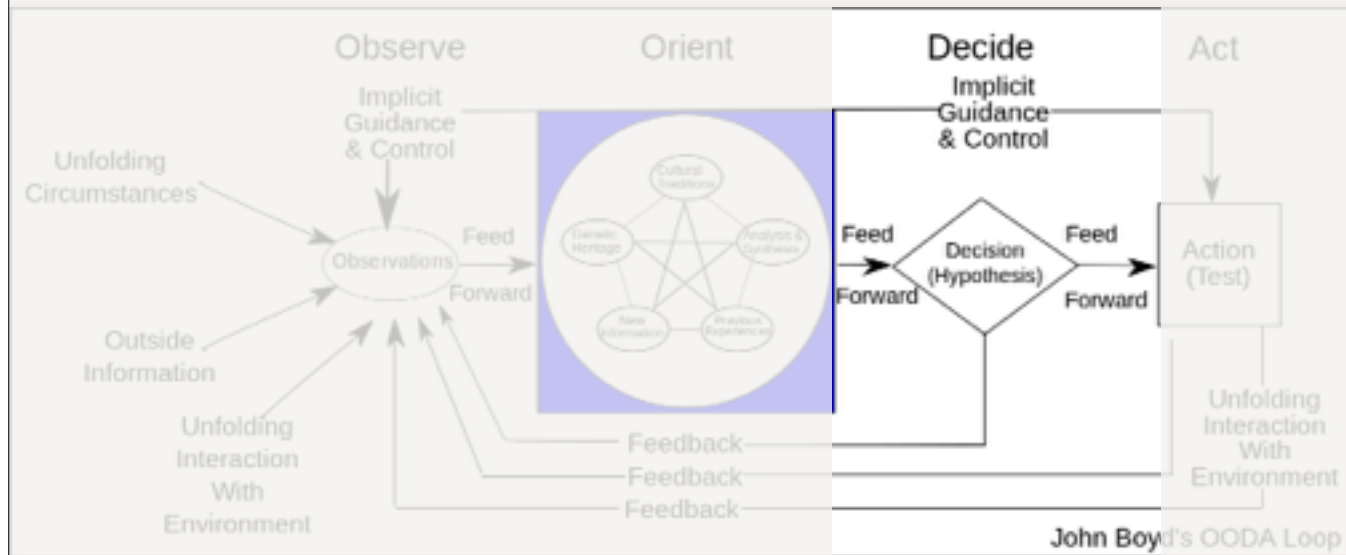 Observe
Orient
Decide
Act
Implicit
Guidance
& Control
Implicit
Guidance
& Control
Unfolding
Circumstances
Observations
Feed
Forward
Cultural
Traditions
Genetic
Heritage
Analysis &
Synthesis
New
Information
Previous
Experiences
Feed
Forward
Decision
(Hypothesis)
Feed
Forward
Action
(Test)
Outside
Information
Unfolding
Interaction
With
Environment
Unfolding
Interaction
With
Environment
Feedback
Feedback
Feedback
John Boyd's OODA Loop